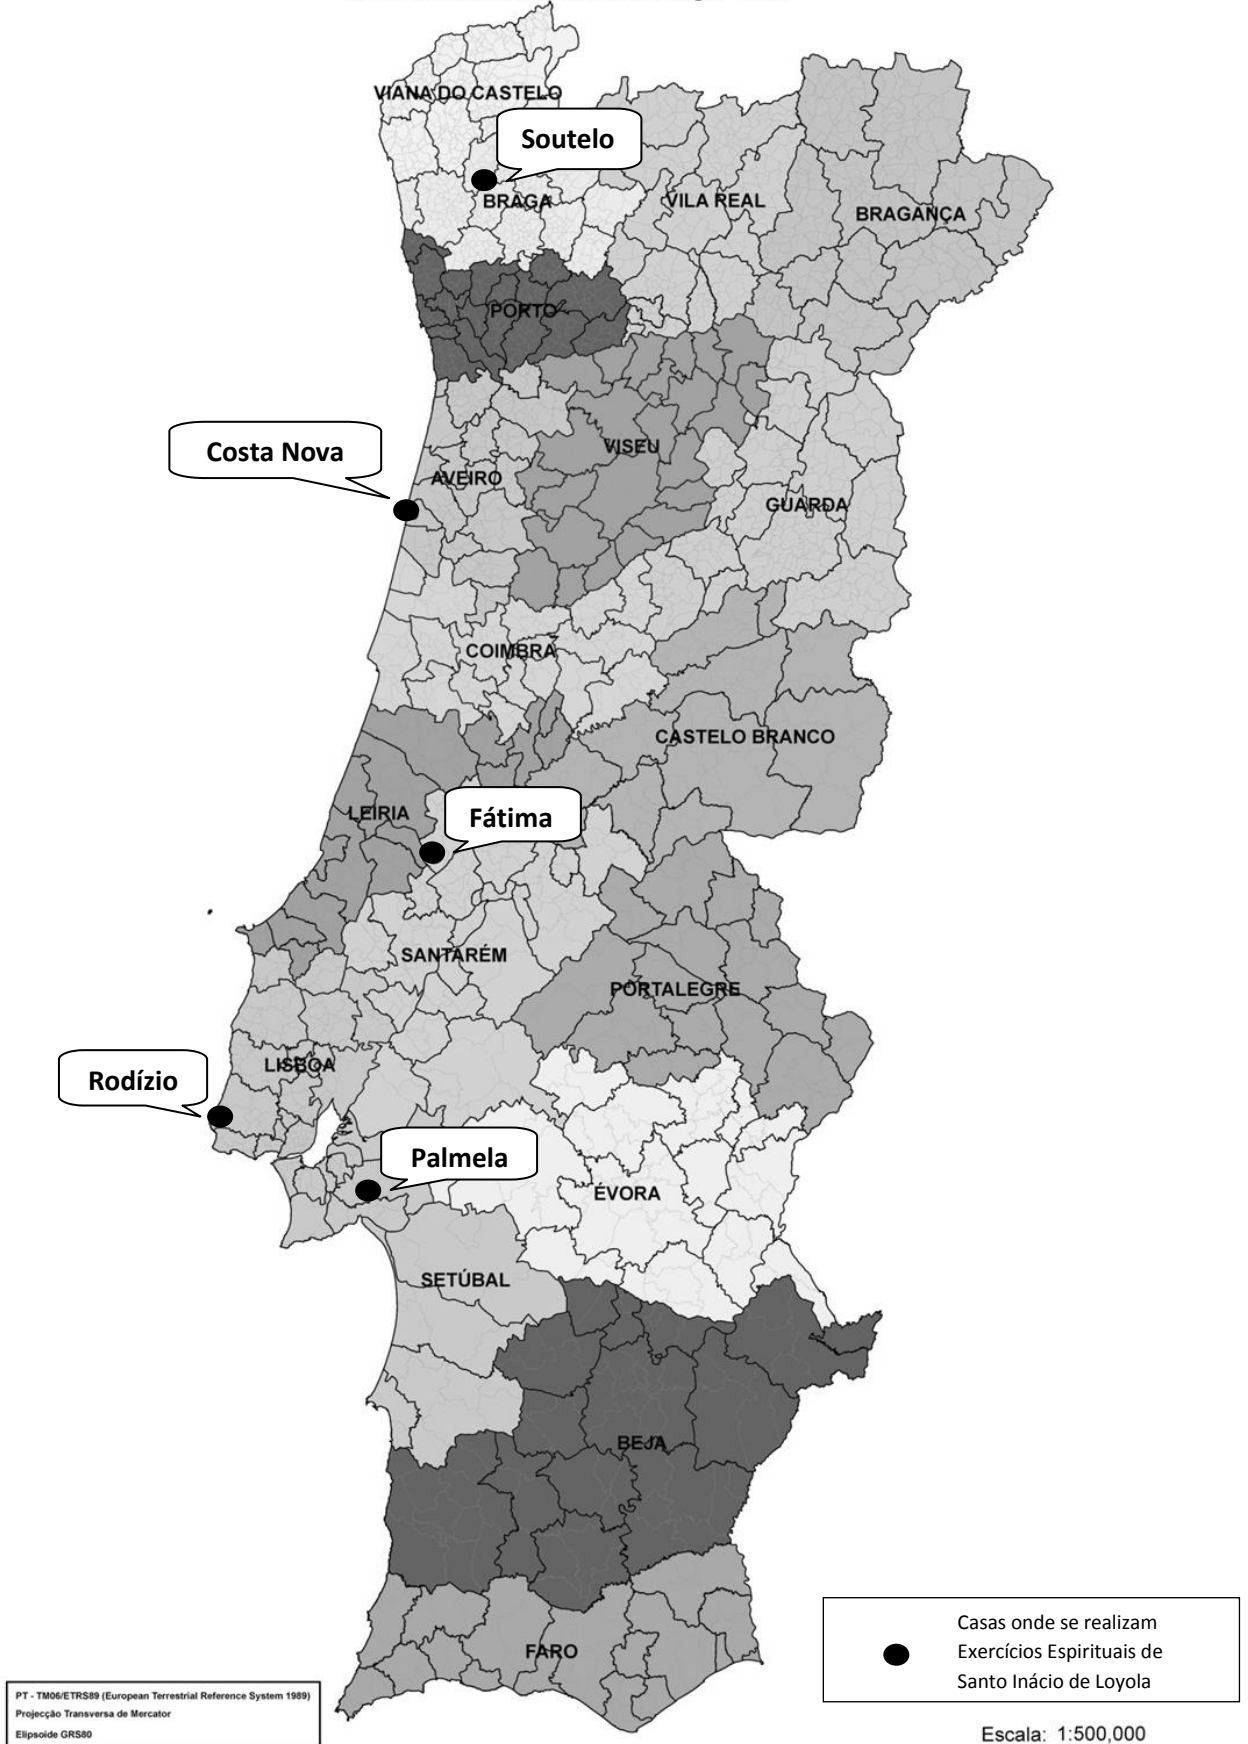 VIANA DO CASTELO
Soutelo
BRAGA
VILA REAL
BRAGANÇA
PORTO
Costa Nova
VISEU
AVEIRO
GUARDA
COIMBRA
CASTELO BRANCO
LEIRIA
Fátima
SANTARÉM
PORTALEGRE
LISBOA
Rodízio
Palmela
ÉVORA
SETÚBAL
BEJA
FARO
Casas onde se realizam
Exercícios Espirituais de
Santo Inácio de Loyola
PT - TM06/ETRS89 (European Terrestrial Reference System 1989)
Projecção Transversa de Mercator
Elipsoide GRS80
Escala: 1:500,000